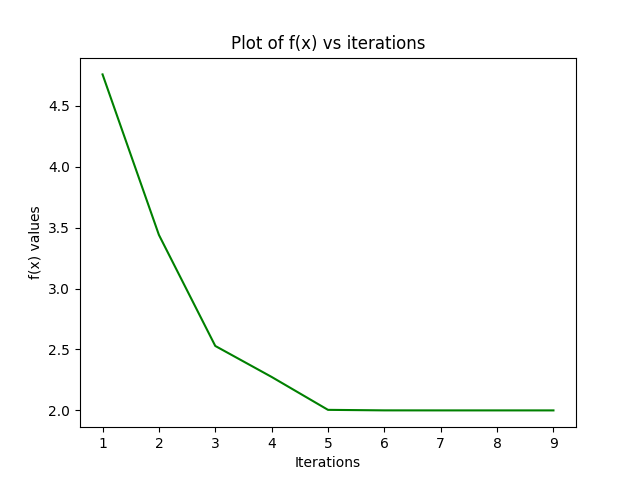 Plot of f(x) vs iterations
4.5
4.0
3.5
3.0
2.5
2.0
f(x) values
1 2 3 4 5 6 7 8 9
Iterations